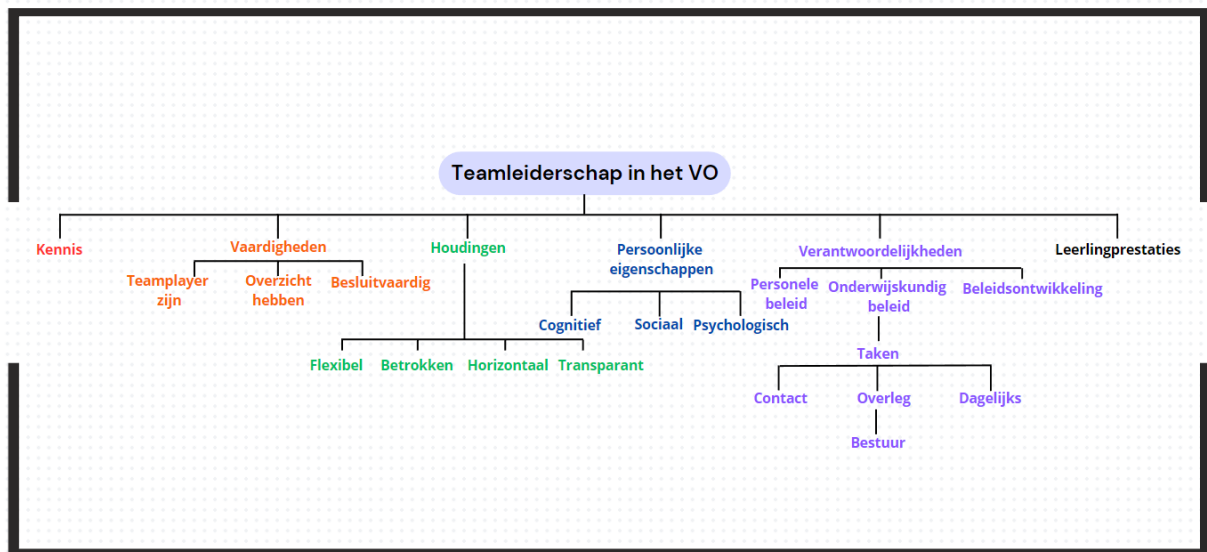 Teamleiderschap in het VO
Kennis
Vaardigheden
Houdingen
Persoonlijke
eigenschappen
Verantwoordelijkheden
Leerlingprestaties
Teamplayer
zijn
Overzicht
hebben
Besluitvaardig
Flexibel
Betrokken
Horizontaal
Transparant
Cognitief
Sociaal
Psychologisch
Personele
beleid
Onderwijskundig
beleid
Beleidsontwikkeling
Taken
Contact
Overleg
Dagelijks
Bestuur